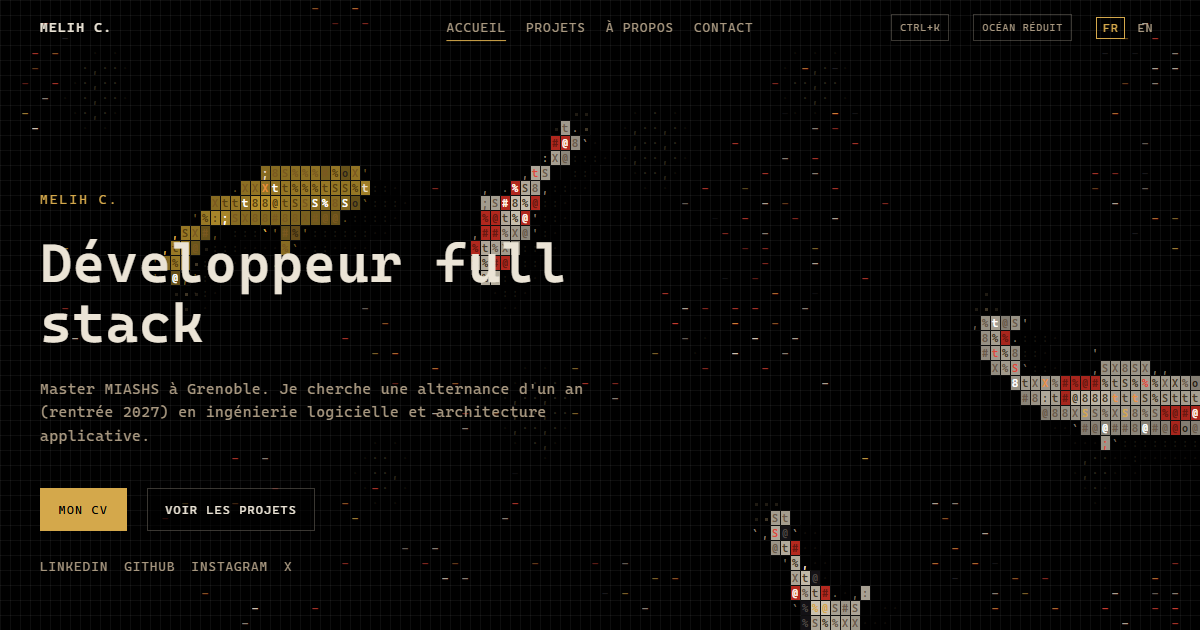 MELIH C.
ACCUEIL PROJETS À PROPOS CONTACT
CTRL+K
OCÉAN RÉDUIT
FR EN
MELIH C.
Développeur full
stack
Master MIASHS à Grenoble. Je cherche une alternance d'un an
(rentrée 2027) en ingénierie logicielle et architecture
applicative.
MON CV
VOIR LES PROJETS
LINKEDIN GITHUB INSTAGRAM X